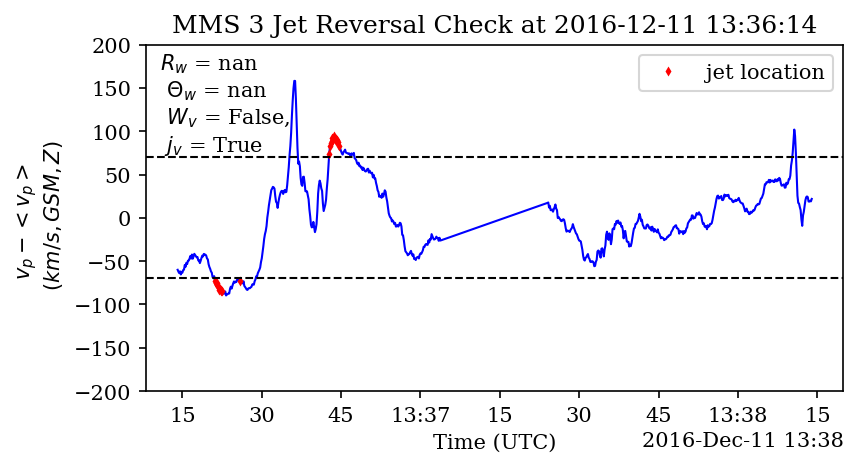 MMS 3 Jet Reversal Check at 2016-12-11 13:36:14
R_w = nan
Θ_w = nan
W_v = False,
j_v = True
jet location
v_p − < v_p >
(km/s, GSM, Z)
200
150
100
50
0
−50
−100
−150
−200
15 30 45 13:37 15 30 45 13:38 15
Time (UTC)
2016-Dec-11 13:38